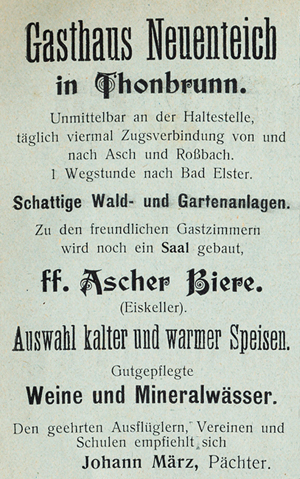 Gasthaus Neuenteich
in Thonbrunn.
Unmittelbar an der Haltestelle,
täglich viermal Zugsverbindung von und
nach Asch und Roßbach.
1 Wegstunde nach Bad Elster.
Schattige Wald- und Gartenanlagen.
Zu den freundlichen Gastzimmern
wird noch ein Saal gebaut,
ff. Ascher Biere.
(Eiskeller).
Auswahl kalter und warmer Speisen.
Gutgepflegte
Weine und Mineralwässer.
Den geehrten Ausflüglern, Vereinen und
Schulen empfiehlt sich
Johann März, Pächter.